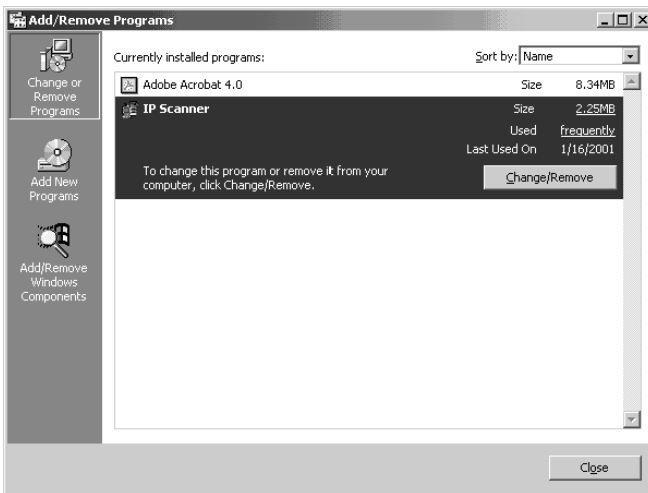 Add/Remove Programs
Change or
Remove
Programs
Add New
Programs
Add/Remove
Windows
Components
Currently installed programs:
Sort by: Name
Adobe Acrobat 4.0 Size 8.34MB
IP Scanner Size 2.25MB
Used frequently
Last Used On 1/16/2001
To change this program or remove it from your
computer, click Change/Remove.
Change/Remove
Close